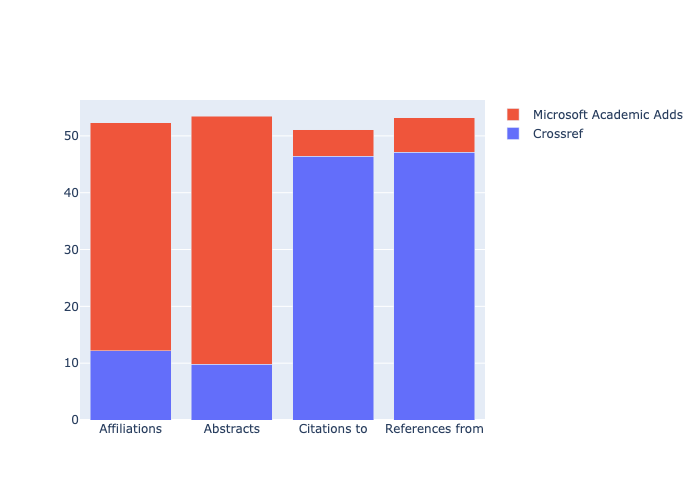 Microsoft Academic Adds
Crossref
50
40
30
20
10
0
Affiliations
Abstracts
Citations to
References from